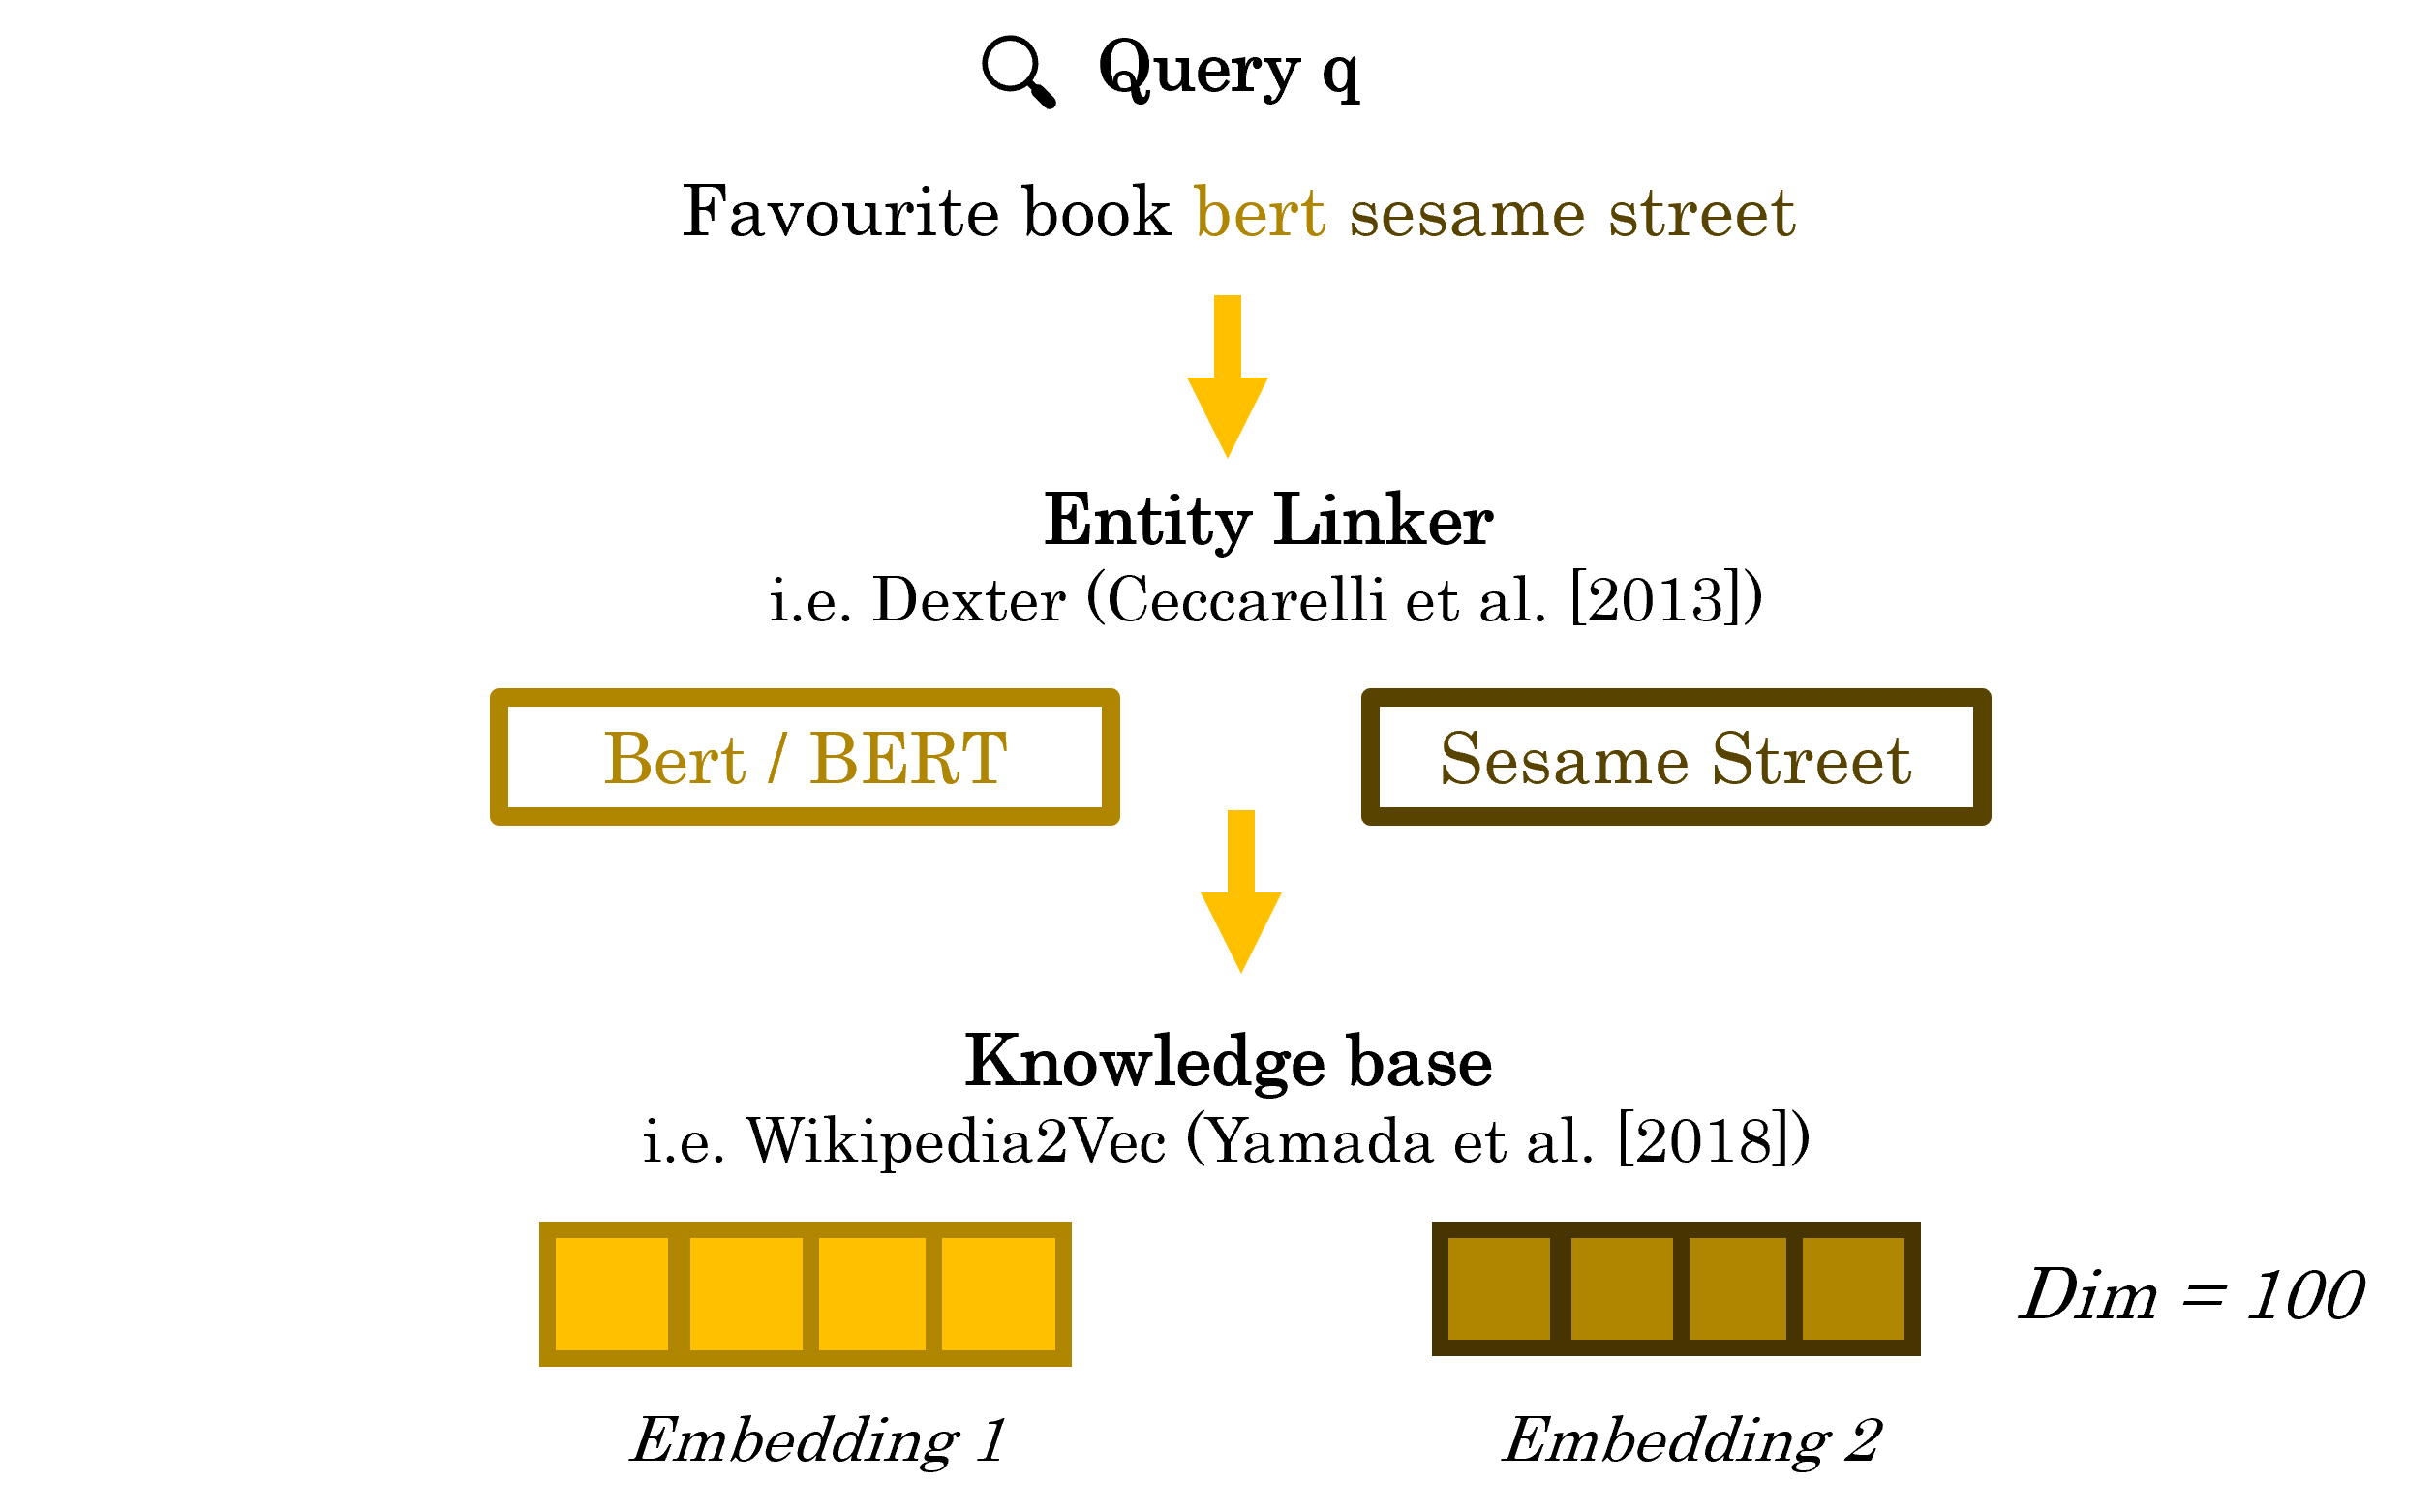 Query q
Favourite book bert sesame street
Entity Linker
i.e. Dexter (Ceccarelli et al. [2013])
Bert / BERT
Sesame Street
Knowledge base
i.e. Wikipedia2Vec (Yamada et al. [2018])
Dim = 100
Embedding 1
Embedding 2